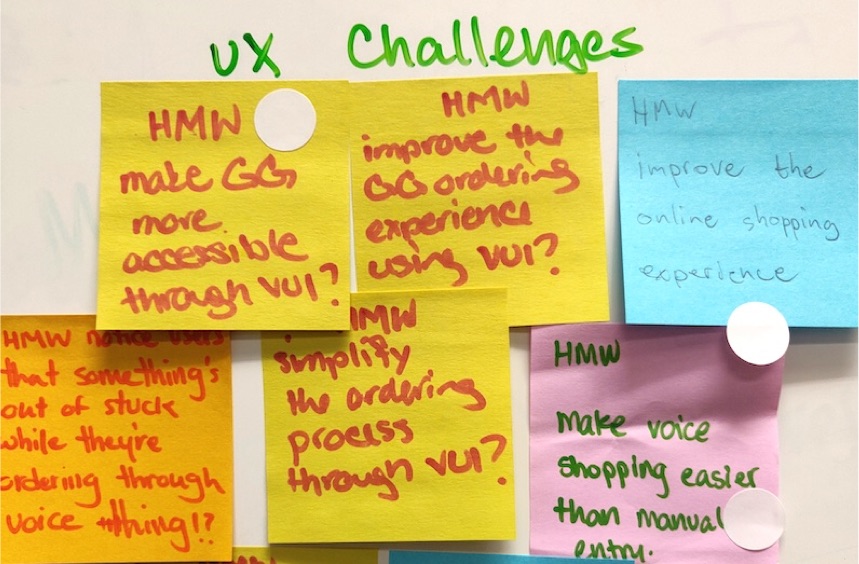 UX Challenges
HMW
make GG
more
accessible
through VUI?
HMW
improve the
GG ordering
experience
using VUI?
HMW
improve the
online shopping
experience
HMW notice users
that something's
out of stuck
while they're
ordering through
voice thing!?
HMW
simplify
the ordering
process
through VUI?
HMW
make voice
shopping easier
than manual
entry.